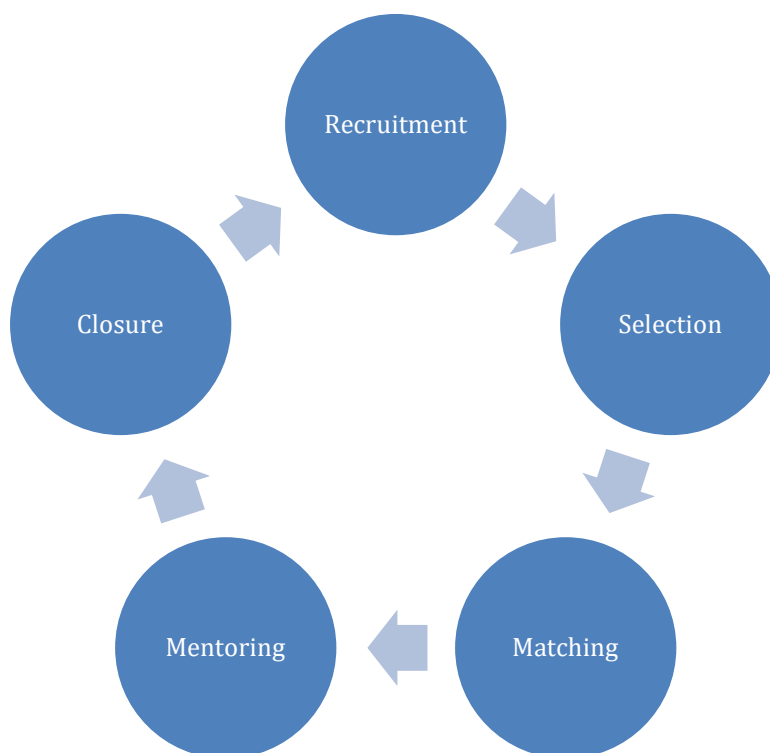 Recruitment
Selection
Matching
Mentoring
Closure